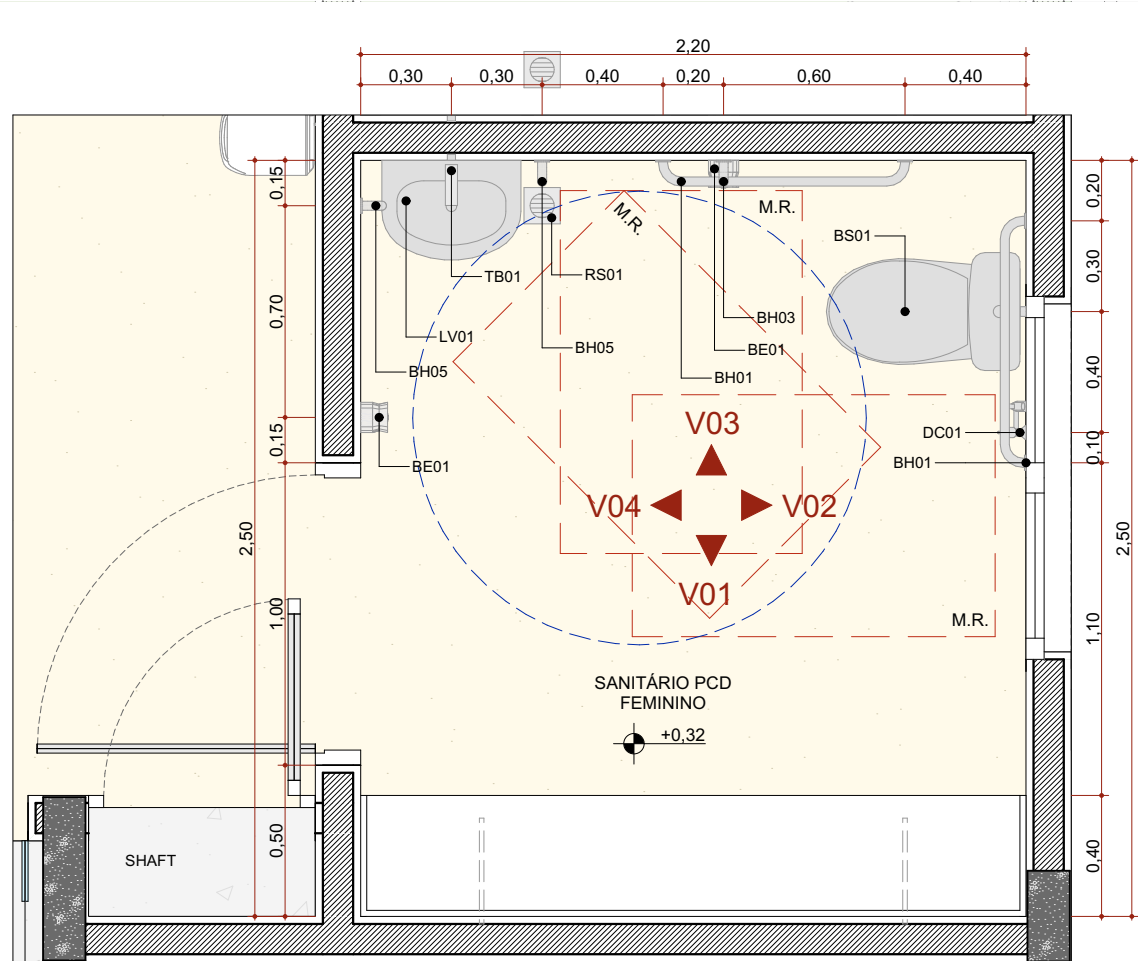 2,20
0,30
0,30
0,40
0,20
0,60
0,40
0,15
0,70
0,15
1,00
0,50
2,50
0,20
0,30
0,40
0,10
1,10
0,40
2,50
M.R.
M.R.
BS01
TB01
RS01
BH03
LV01
BH05
BE01
BH05
BH01
V03
DC01
BH01
BE01
V04
V02
V01
M.R.
SANITÁRIO PCD
FEMININO
+0,32
SHAFT